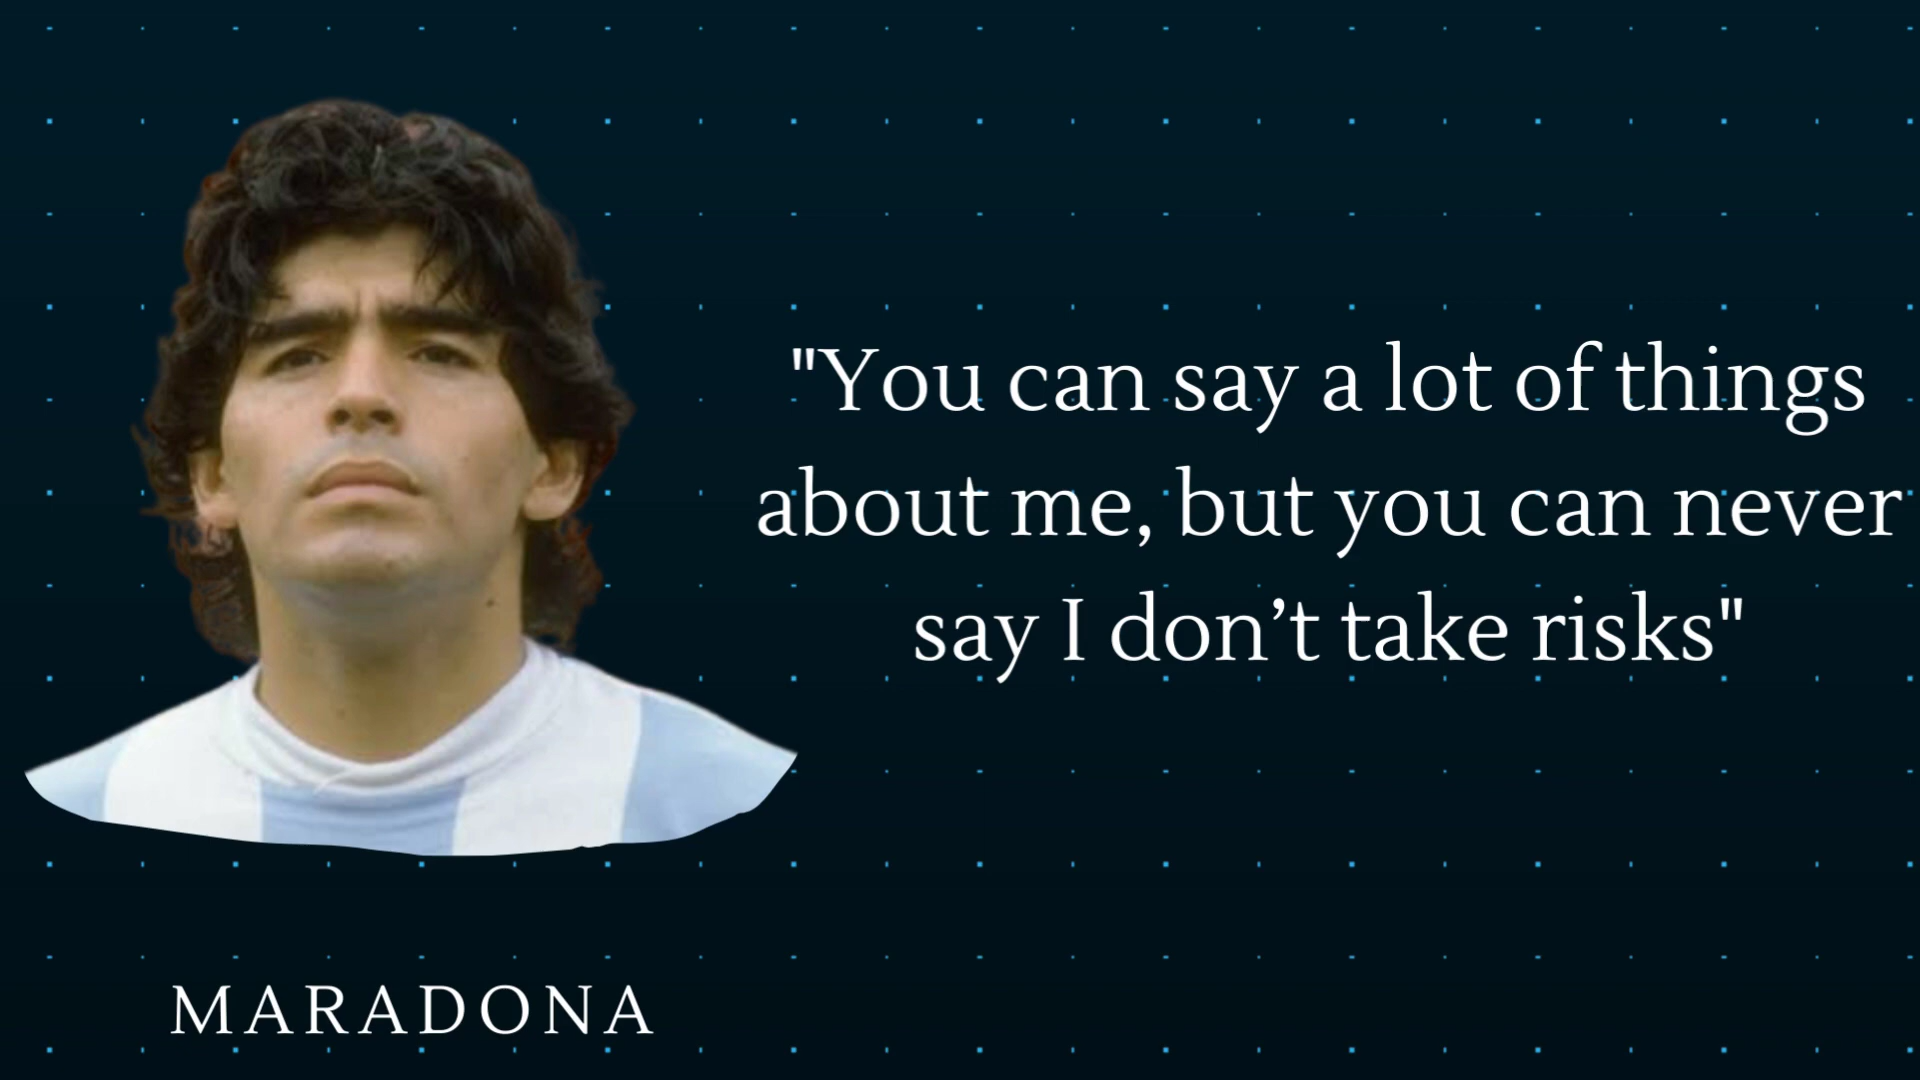 "You can say a lot of things
about me, but you can never
say I don’t take risks"
MARADONA